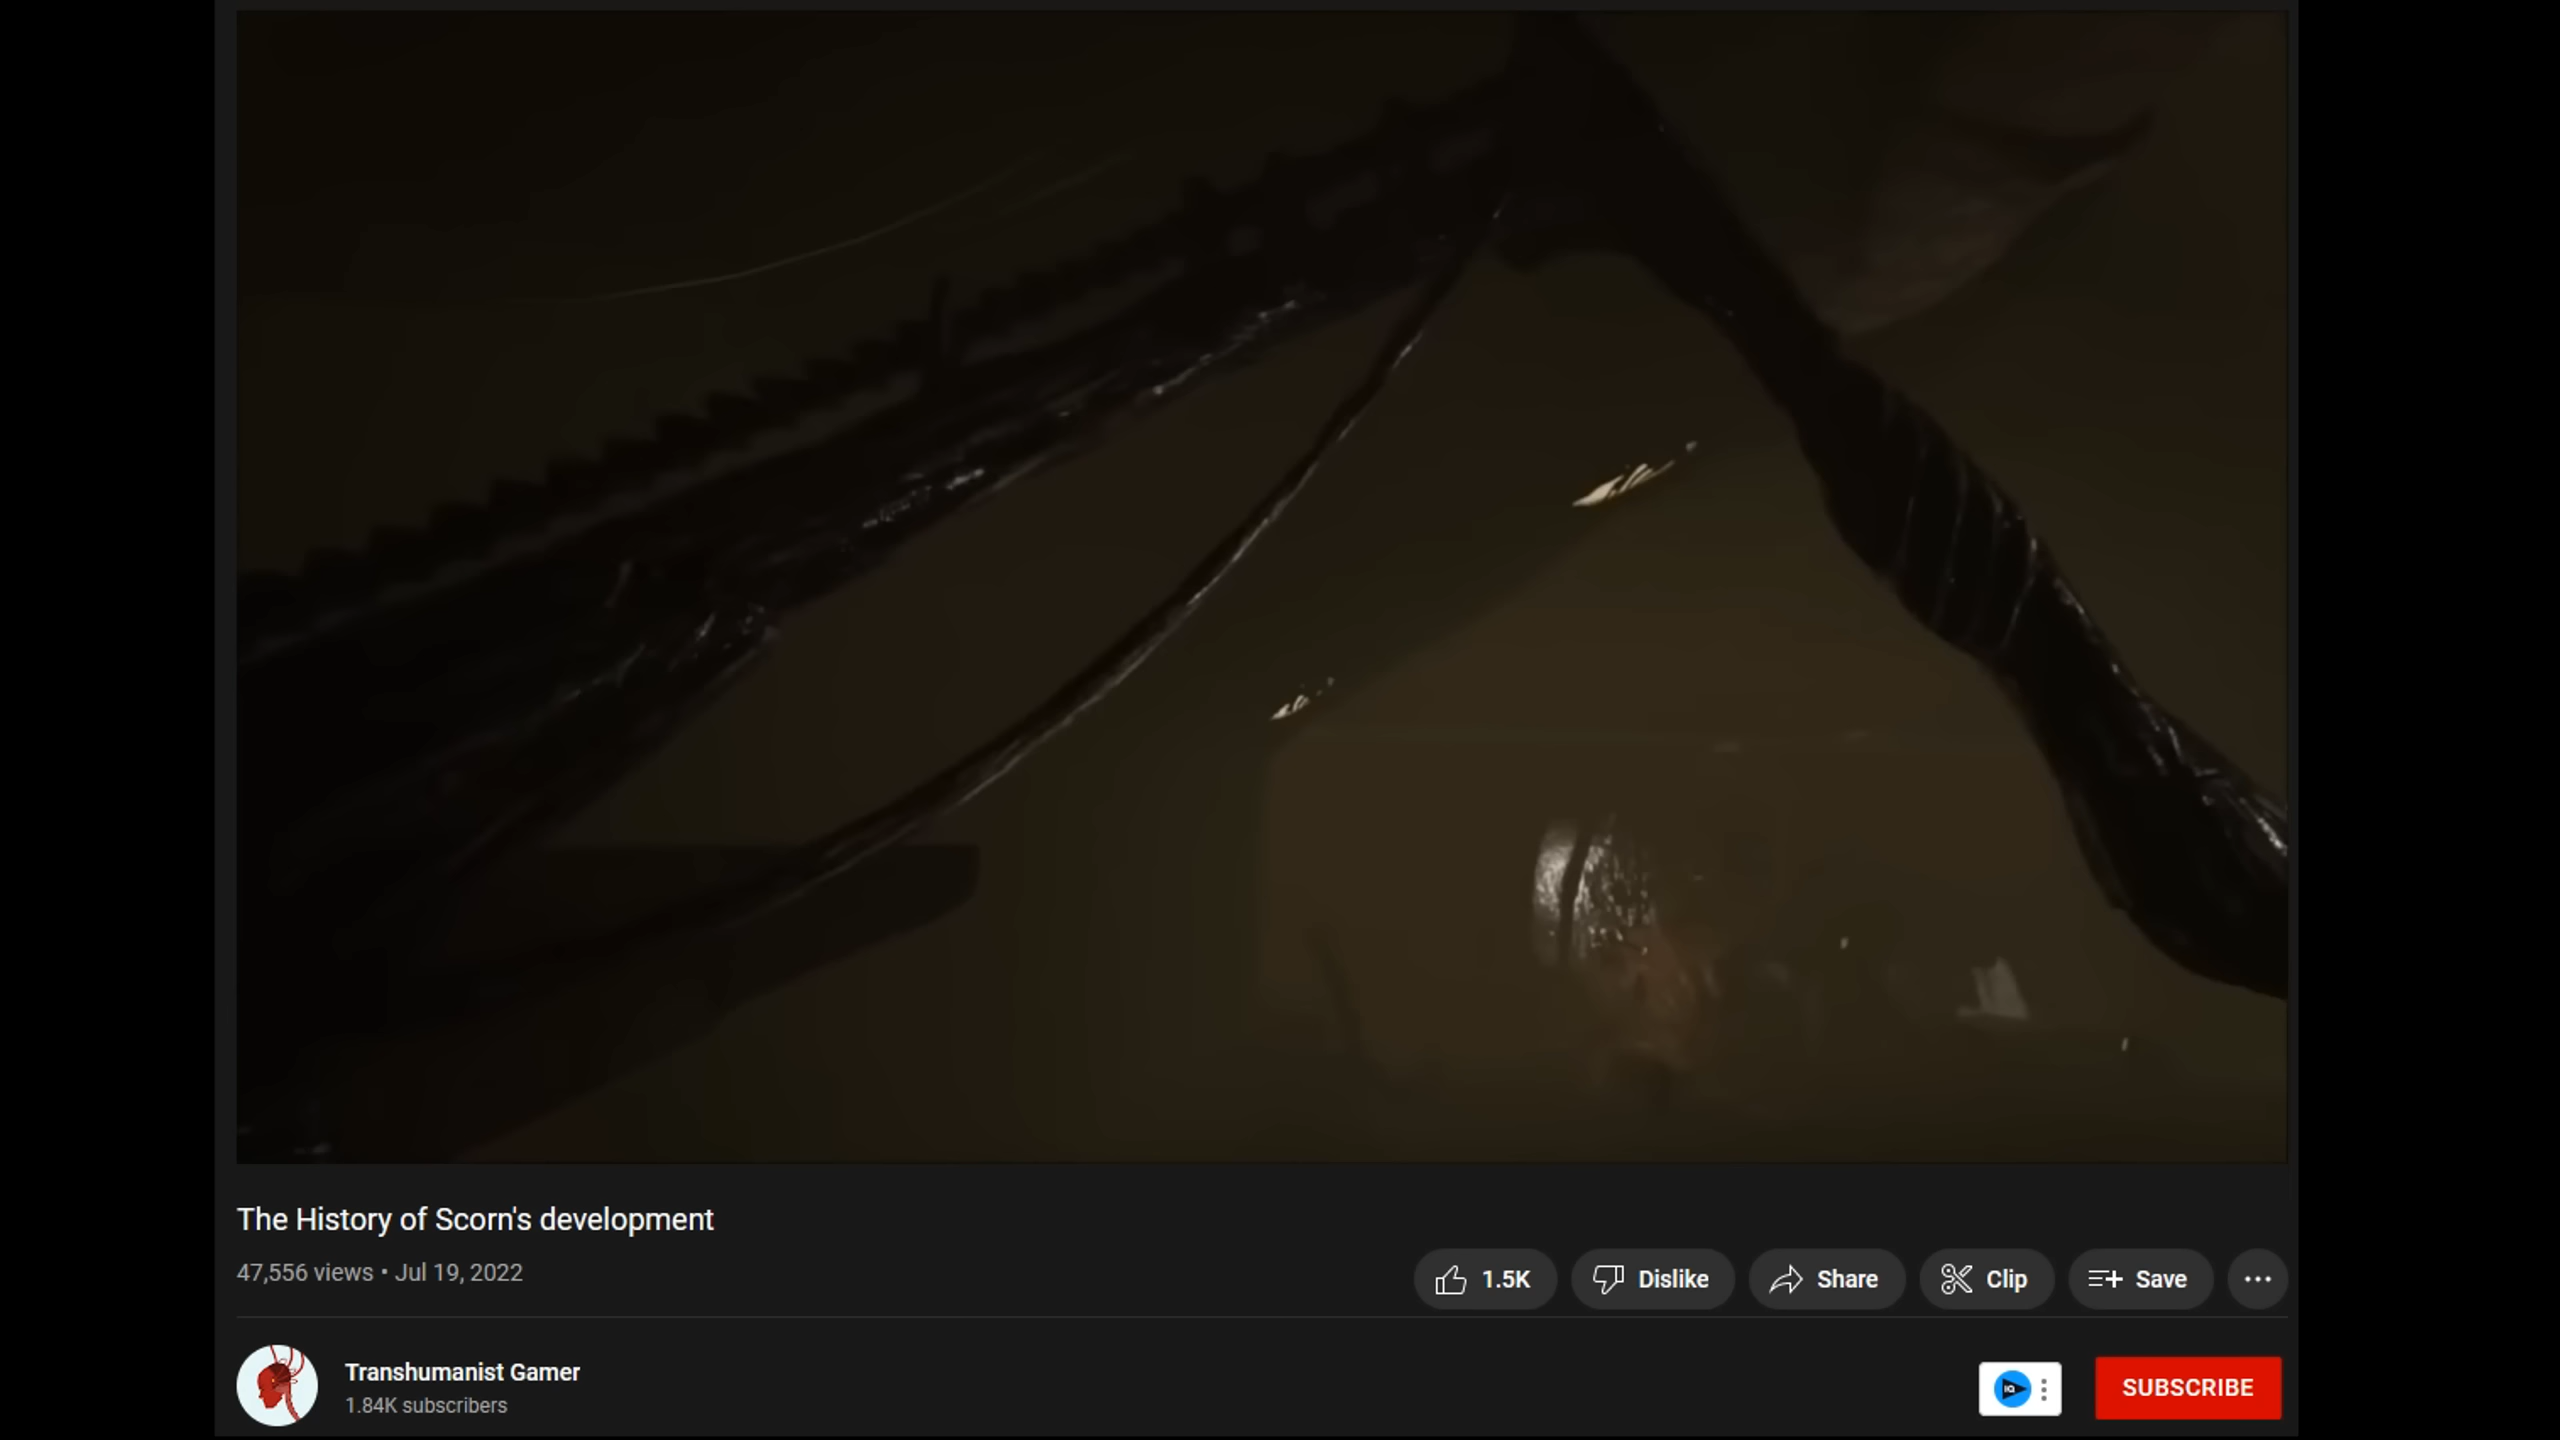 The History of Scorn's development
47,556 views • Jul 19, 2022
1.5K
Dislike
Share
Clip
Save
Transhumanist Gamer
1.84K subscribers
IQ
SUBSCRIBE